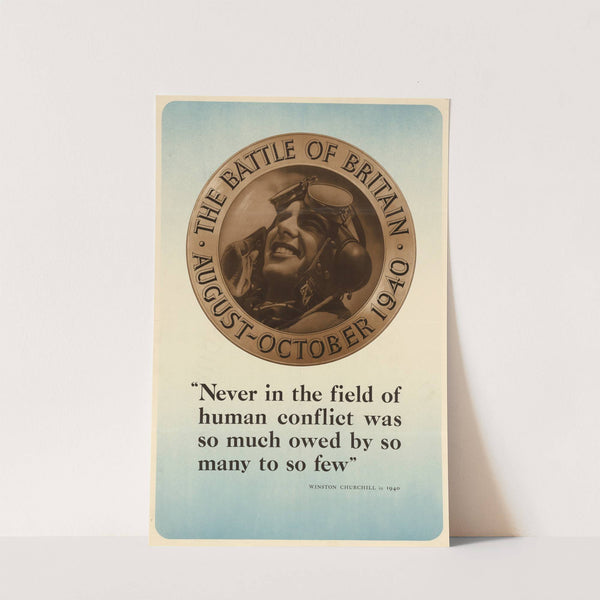 · THE BATTLE OF BRITAIN ·
AUGUST–OCTOBER 1940
“Never in the field of
human conflict was
so much owed by so
many to so few”
WINSTON CHURCHILL in 1940